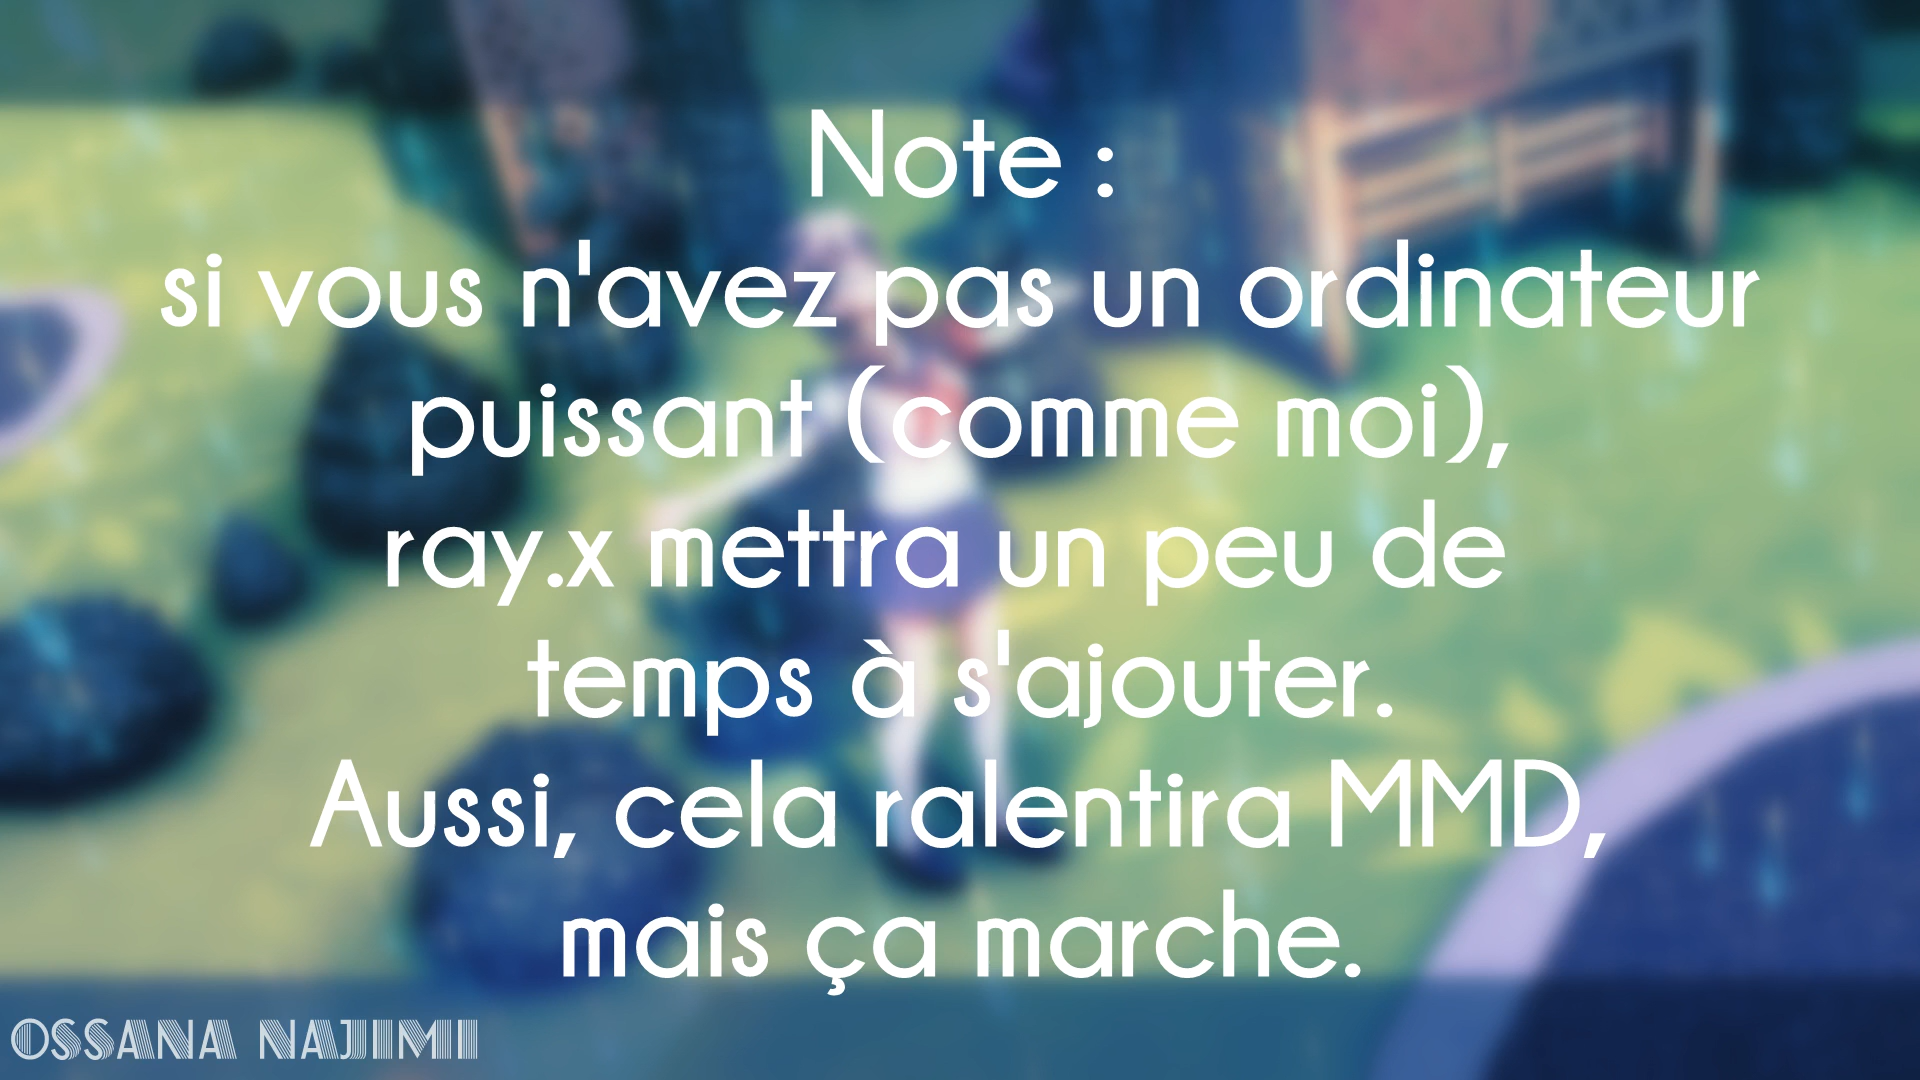 Note :
si vous n'avez pas un ordinateur
puissant (comme moi),
ray.x mettra un peu de
temps à s'ajouter.
Aussi, cela ralentira MMD,
mais ça marche.
OSSANA NAJIMI